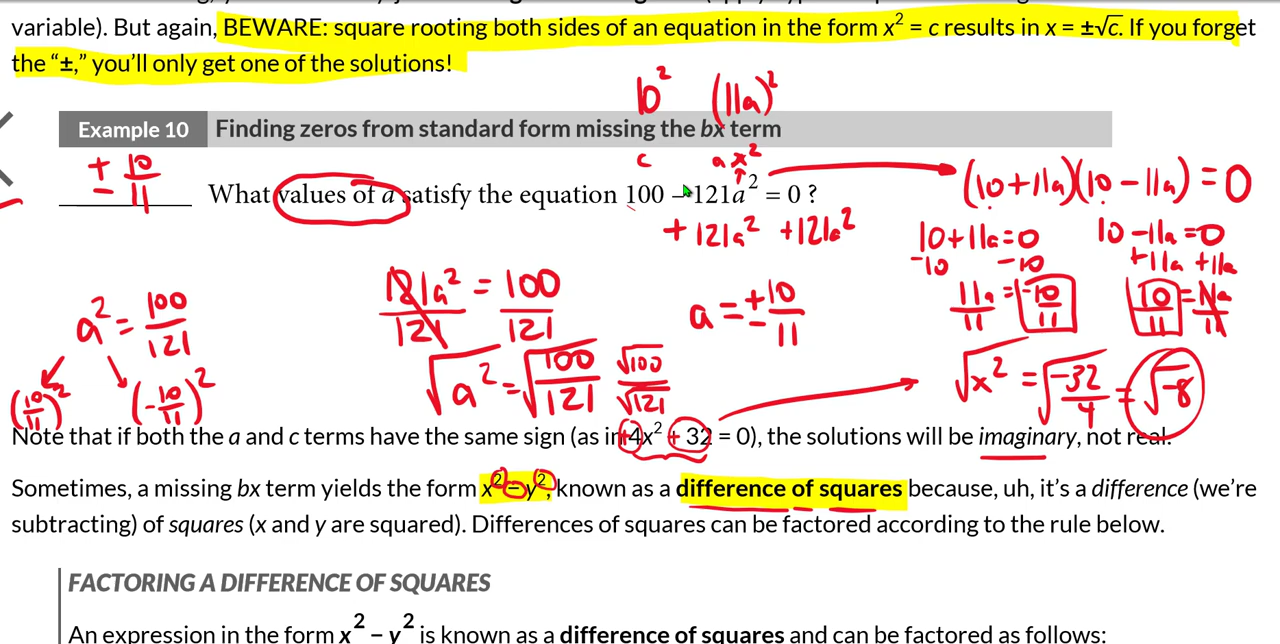 variable). But again, BEWARE: square rooting both sides of an equation in the form x² = c results in x = ±√c. If you forget
the “±,” you’ll only get one of the solutions!
b² (11a)²
Example 10 Finding zeros from standard form missing the bx term
c ax²
± 10/11 What values of a satisfy the equation 100 – 121a² = 0 ?
(10+11a)(10-11a)=0
+121a² +121a²
10+11a=0 10-11a=0
-10 -10 +11a +11a
121a²/121 = 100/121
11a/11 = -10/11 10/11 = 11a/11
a² = 100/121
a = ±10/11
(10/11)² (-10/11)²
√a² = √100/121 √100/√121
√x² = √-32/4 = √-8
Note that if both the a and c terms have the same sign (as in +4x² + 32 = 0), the solutions will be imaginary, not real.
Sometimes, a missing bx term yields the form x² – y², known as a difference of squares because, uh, it’s a difference (we’re
subtracting) of squares (x and y are squared). Differences of squares can be factored according to the rule below.
FACTORING A DIFFERENCE OF SQUARES
An expression in the form x² – y² is known as a difference of squares and can be factored as follows: